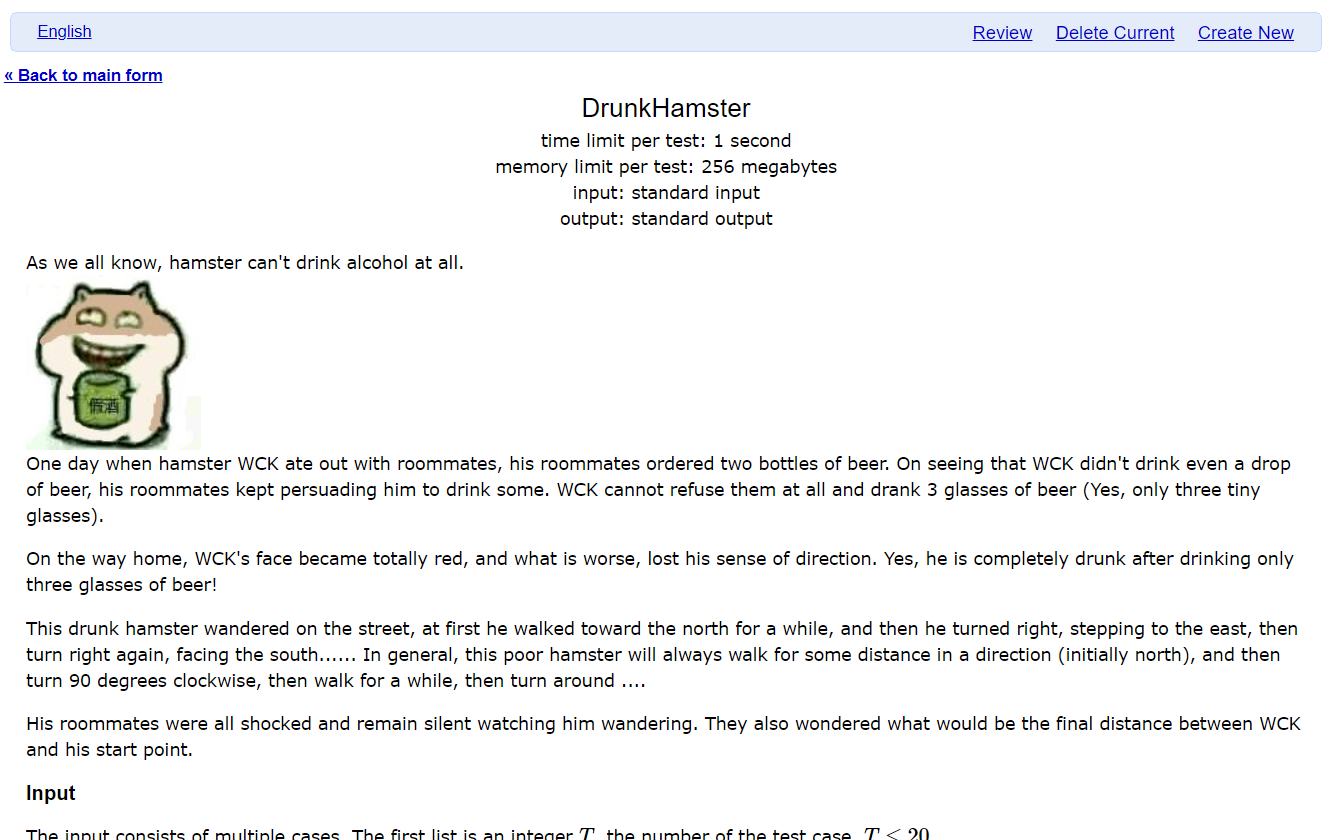 English
Review Delete Current Create New
« Back to main form
DrunkHamster
time limit per test: 1 second
memory limit per test: 256 megabytes
input: standard input
output: standard output
As we all know, hamster can't drink alcohol at all.
假酒
One day when hamster WCK ate out with roommates, his roommates ordered two bottles of beer. On seeing that WCK didn't drink even a drop
of beer, his roommates kept persuading him to drink some. WCK cannot refuse them at all and drank 3 glasses of beer (Yes, only three tiny
glasses).
On the way home, WCK's face became totally red, and what is worse, lost his sense of direction. Yes, he is completely drunk after drinking only
three glasses of beer!
This drunk hamster wandered on the street, at first he walked toward the north for a while, and then he turned right, stepping to the east, then
turn right again, facing the south...... In general, this poor hamster will always walk for some distance in a direction (initially north), and then
turn 90 degrees clockwise, then walk for a while, then turn around ....
His roommates were all shocked and remain silent watching him wandering. They also wondered what would be the final distance between WCK
and his start point.
Input
The input consists of multiple cases. The first list is an integer T, the number of the test case, T ≤ 20